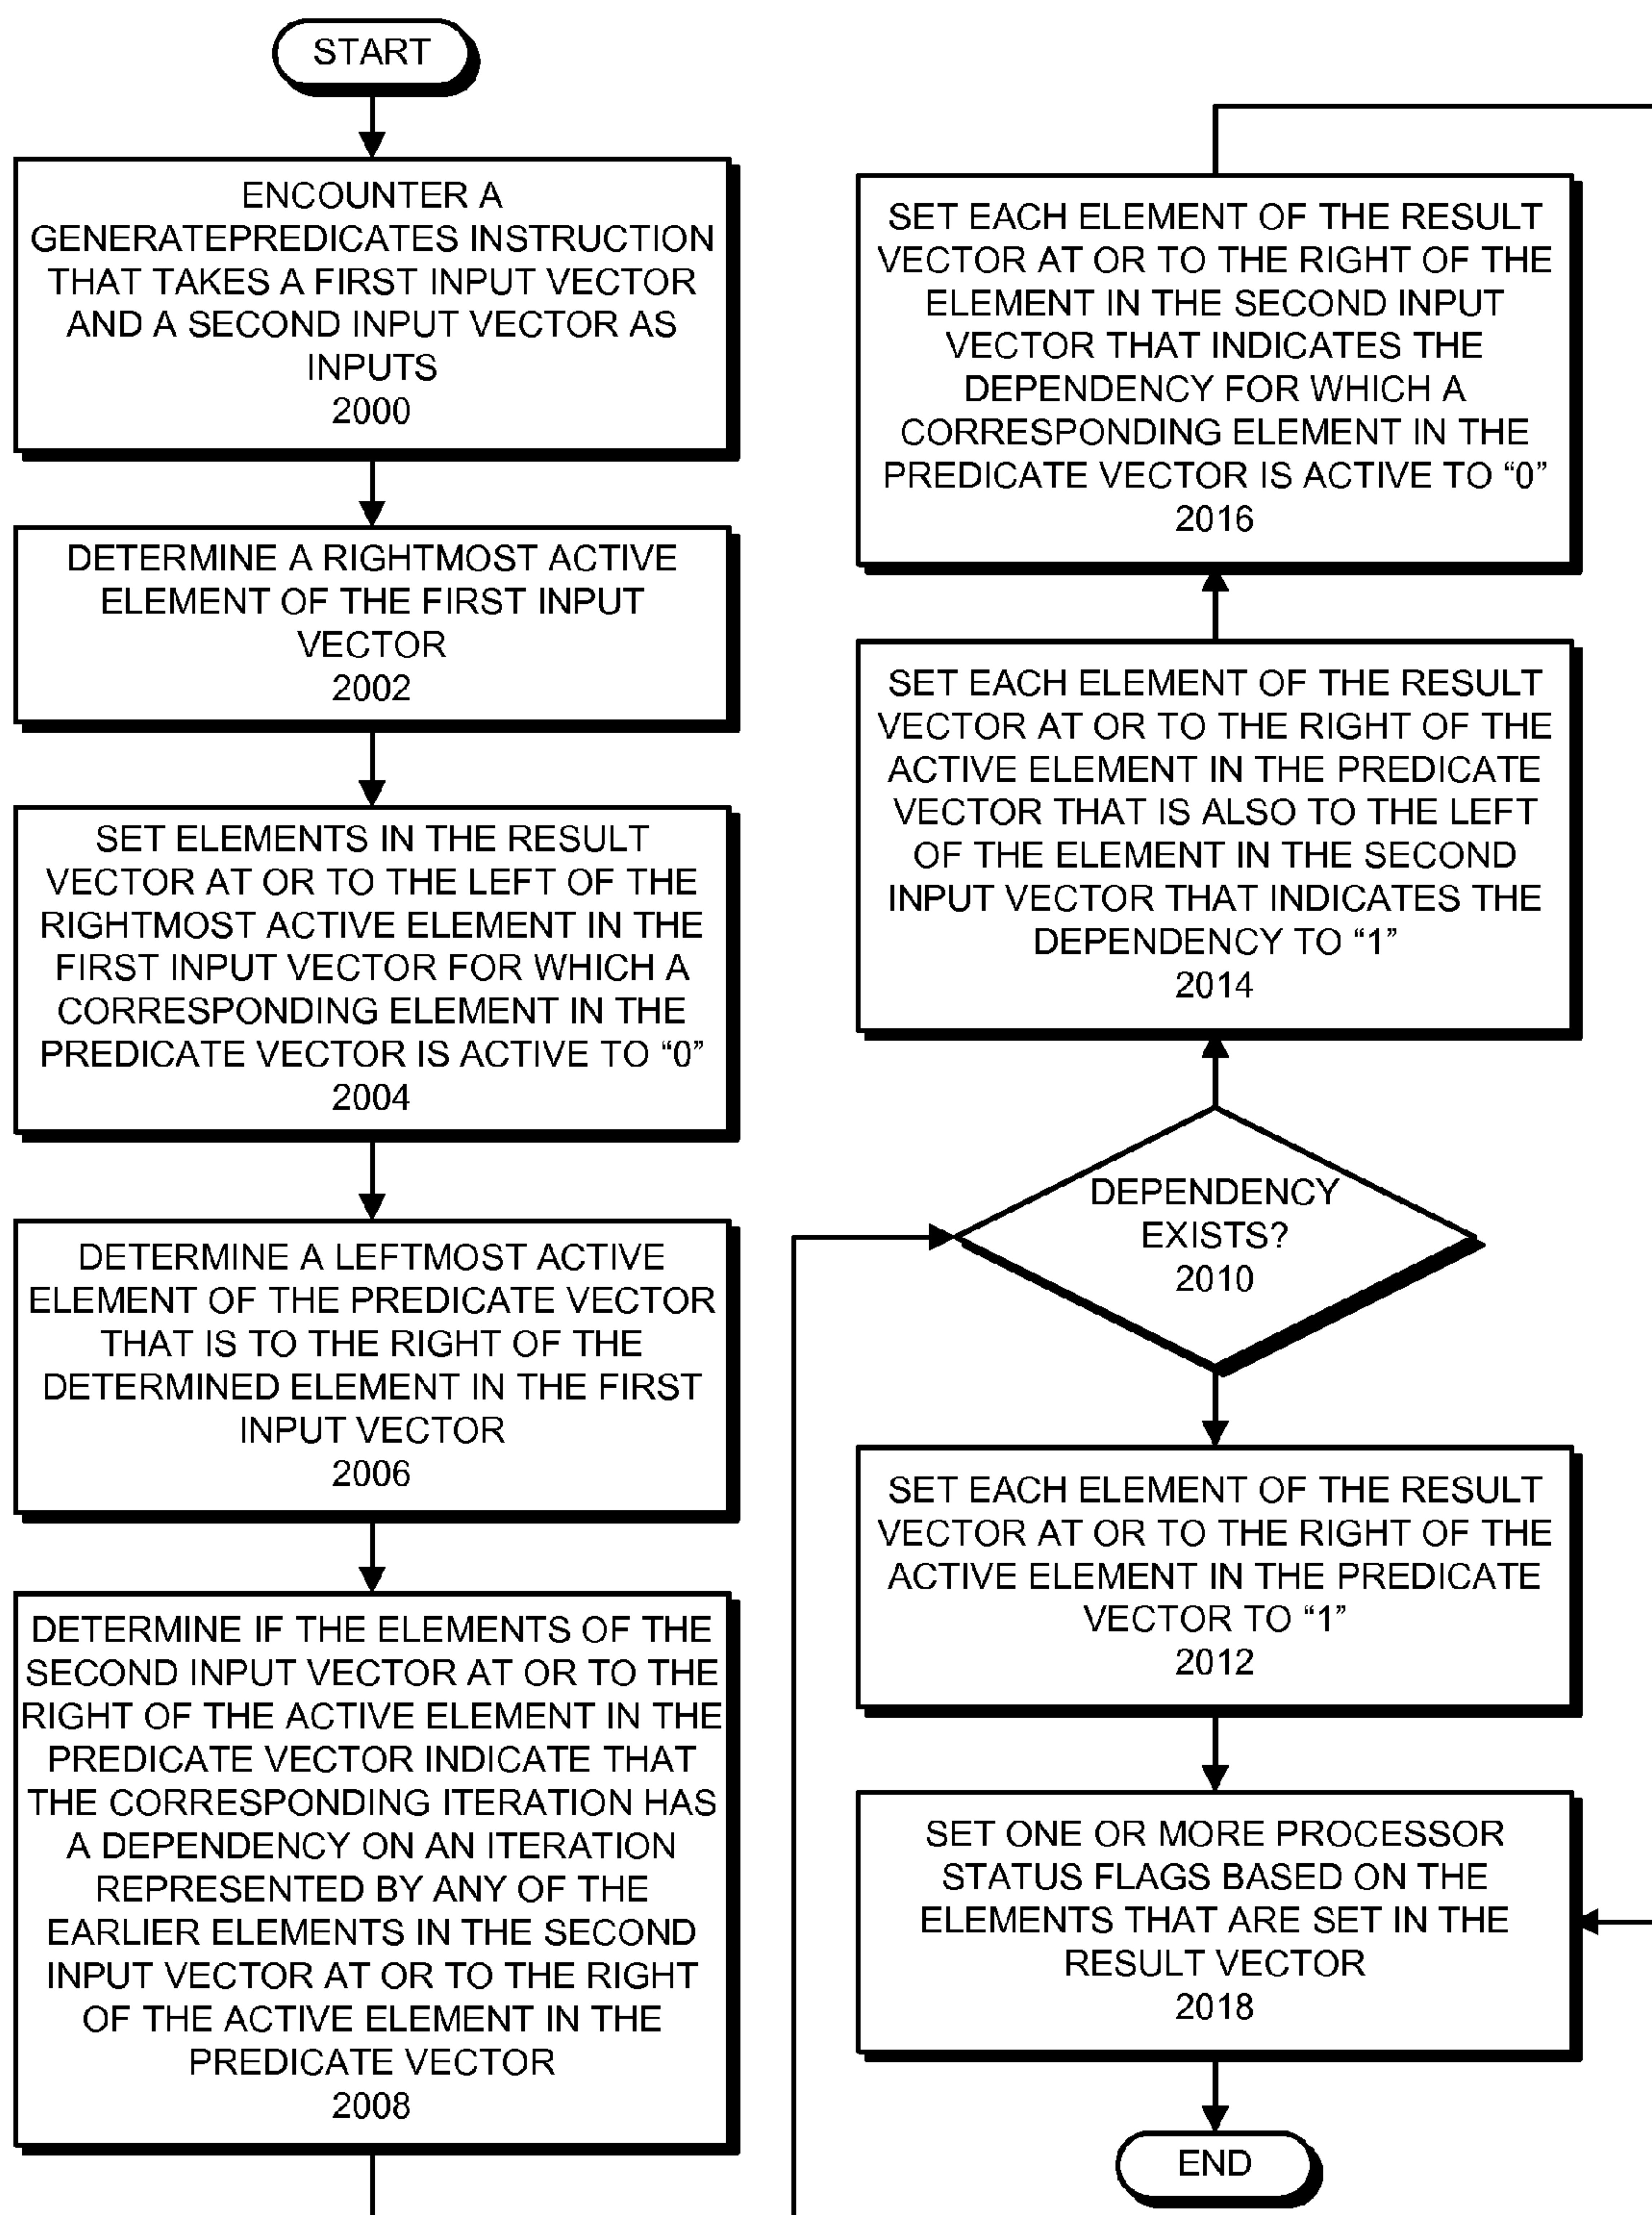 START
ENCOUNTER A
GENERATEPREDICATES INSTRUCTION
THAT TAKES A FIRST INPUT VECTOR
AND A SECOND INPUT VECTOR AS
INPUTS
2000
DETERMINE A RIGHTMOST ACTIVE
ELEMENT OF THE FIRST INPUT
VECTOR
2002
SET ELEMENTS IN THE RESULT
VECTOR AT OR TO THE LEFT OF THE
RIGHTMOST ACTIVE ELEMENT IN THE
FIRST INPUT VECTOR FOR WHICH A
CORRESPONDING ELEMENT IN THE
PREDICATE VECTOR IS ACTIVE TO “0”
2004
DETERMINE A LEFTMOST ACTIVE
ELEMENT OF THE PREDICATE VECTOR
THAT IS TO THE RIGHT OF THE
DETERMINED ELEMENT IN THE FIRST
INPUT VECTOR
2006
DETERMINE IF THE ELEMENTS OF THE
SECOND INPUT VECTOR AT OR TO THE
RIGHT OF THE ACTIVE ELEMENT IN THE
PREDICATE VECTOR INDICATE THAT
THE CORRESPONDING ITERATION HAS
A DEPENDENCY ON AN ITERATION
REPRESENTED BY ANY OF THE
EARLIER ELEMENTS IN THE SECOND
INPUT VECTOR AT OR TO THE RIGHT
OF THE ACTIVE ELEMENT IN THE
PREDICATE VECTOR
2008
SET EACH ELEMENT OF THE RESULT
VECTOR AT OR TO THE RIGHT OF THE
ELEMENT IN THE SECOND INPUT
VECTOR THAT INDICATES THE
DEPENDENCY FOR WHICH A
CORRESPONDING ELEMENT IN THE
PREDICATE VECTOR IS ACTIVE TO “0”
2016
SET EACH ELEMENT OF THE RESULT
VECTOR AT OR TO THE RIGHT OF THE
ACTIVE ELEMENT IN THE PREDICATE
VECTOR THAT IS ALSO TO THE LEFT
OF THE ELEMENT IN THE SECOND
INPUT VECTOR THAT INDICATES THE
DEPENDENCY TO “1”
2014
DEPENDENCY
EXISTS?
2010
SET EACH ELEMENT OF THE RESULT
VECTOR AT OR TO THE RIGHT OF THE
ACTIVE ELEMENT IN THE PREDICATE
VECTOR TO “1”
2012
SET ONE OR MORE PROCESSOR
STATUS FLAGS BASED ON THE
ELEMENTS THAT ARE SET IN THE
RESULT VECTOR
2018
END